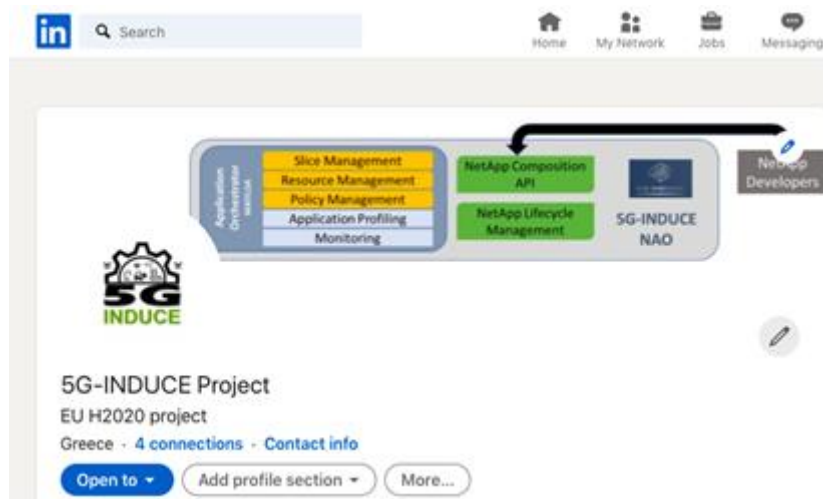 in
Search
Home
My Network
Jobs
Messaging
Application
Orchestrator
Slice Management
Resource Management
Policy Management
Application Profiling
Monitoring
NetApp Composition
API
NetApp Lifecycle
Management
5G-INDUCE
NAO
NetApp
Developers
5G
INDUCE
5G-INDUCE Project
EU H2020 project
Greece · 4 connections · Contact info
Open to
Add profile section
More...